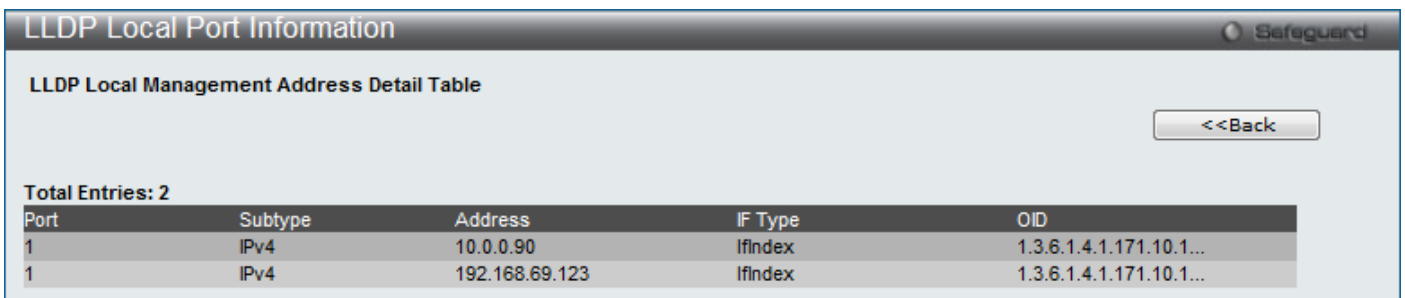 LLDP Local Port Information
Safeguard
LLDP Local Management Address Detail Table
<<Back
Total Entries: 2
Port Subtype Address IF Type OID
1 IPv4 10.0.0.90 IfIndex 1.3.6.1.4.1.171.10.1...
1 IPv4 192.168.69.123 IfIndex 1.3.6.1.4.1.171.10.1...